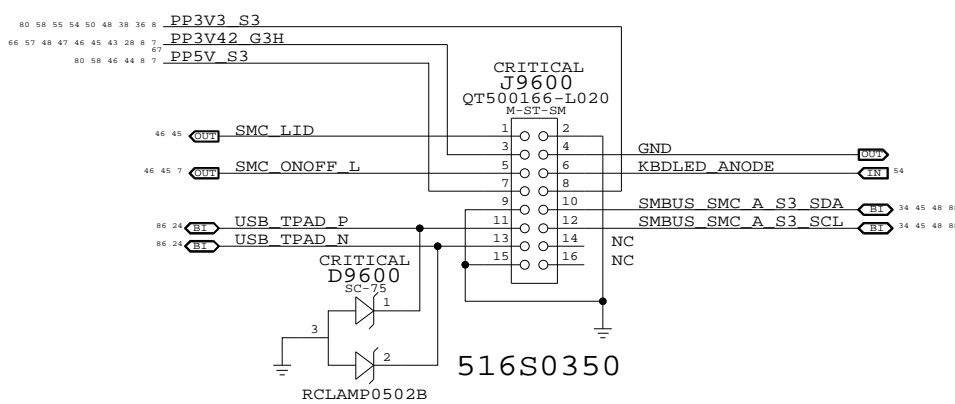 80 58 55 54 50 48 38 36 8 PP3V3_S3
66 57 48 47 46 45 43 28 8 7 PP3V42_G3H
67
80 58 46 44 8 7 PP5V_S3
CRITICAL
J9600
QT500166-L020
M-ST-SM
46 45 OUT SMC_LID 1 2
3 4 GND OUT
46 45 7 OUT SMC_ONOFF_L 5 6 KBDLED_ANODE IN 54
7 8
9 10 SMBUS_SMC_A_S3_SDA BI 34 45 48 88
86 24 BI USB_TPAD_P 11 12 SMBUS_SMC_A_S3_SCL BI 34 45 48 88
86 24 BI USB_TPAD_N 13 14 NC
15 16 NC
CRITICAL
D9600
SC-75
1
3
2
516S0350
RCLAMP0502B